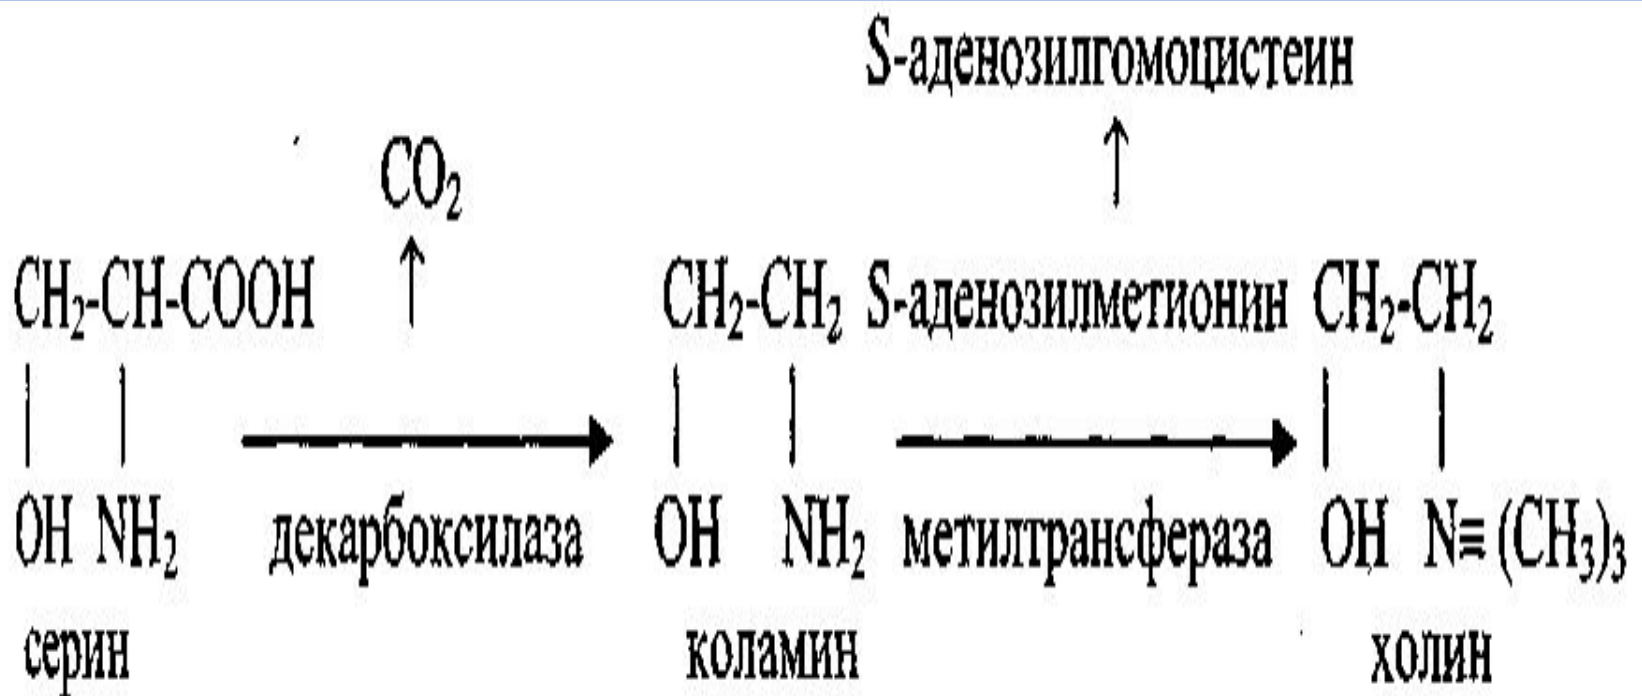 S-аденозилгомоцистеин
CO₂
CH₂-CH-COOH CH₂-CH₂ S-аденозилметионин CH₂-CH₂
OH NH₂ декарбоксилаза OH NH₂ метилтрансфераза OH N≡(CH₃)₃
серин коламин холин